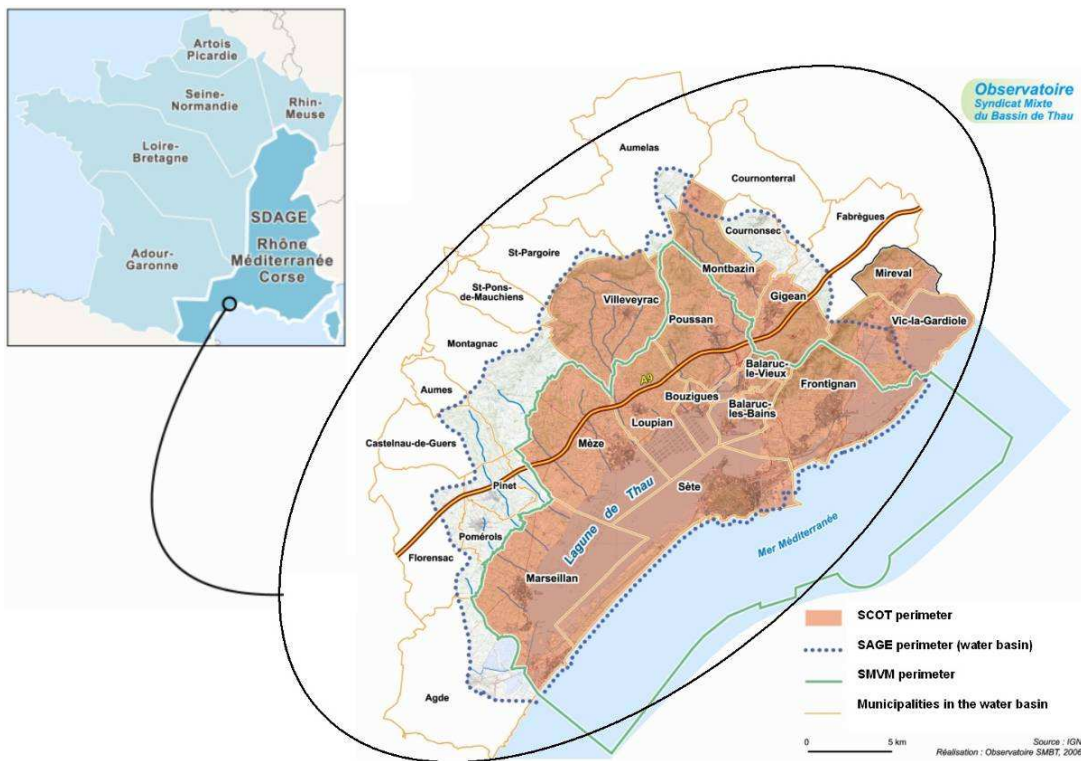 Artois
Picardie
Seine-
Normandie
Rhin-
Meuse
Loire-
Bretagne
SDAGE
Rhône
Méditerranée
Corse
Adour-
Garonne
Observatoire
Syndicat Mixte
du Bassin de Thau
Aumelas
Cournonterral
Fabrègues
Cournonsec
St-Pargoire
Montbazin
Mireval
St-Pons-
de-Mauchiens
Villeveyrac
Gigean
Poussan
Vic-la-Gardiole
Montagnac
Balaruc-
le-Vieux
Frontignan
A9
Aumes
Bouzigues
Balaruc-
les-Bains
Loupian
Castelnau-de-Guers
Mèze
Pinet
Sète
Lagune de Thau
Pomérols
Mer Méditerranée
Florensac
Marseillan
Agde
SCOT perimeter
SAGE perimeter (water basin)
SMVM perimeter
Municipalities in the water basin
0 5 km
Source : IGN
Réalisation : Observatoire SMBT, 2006